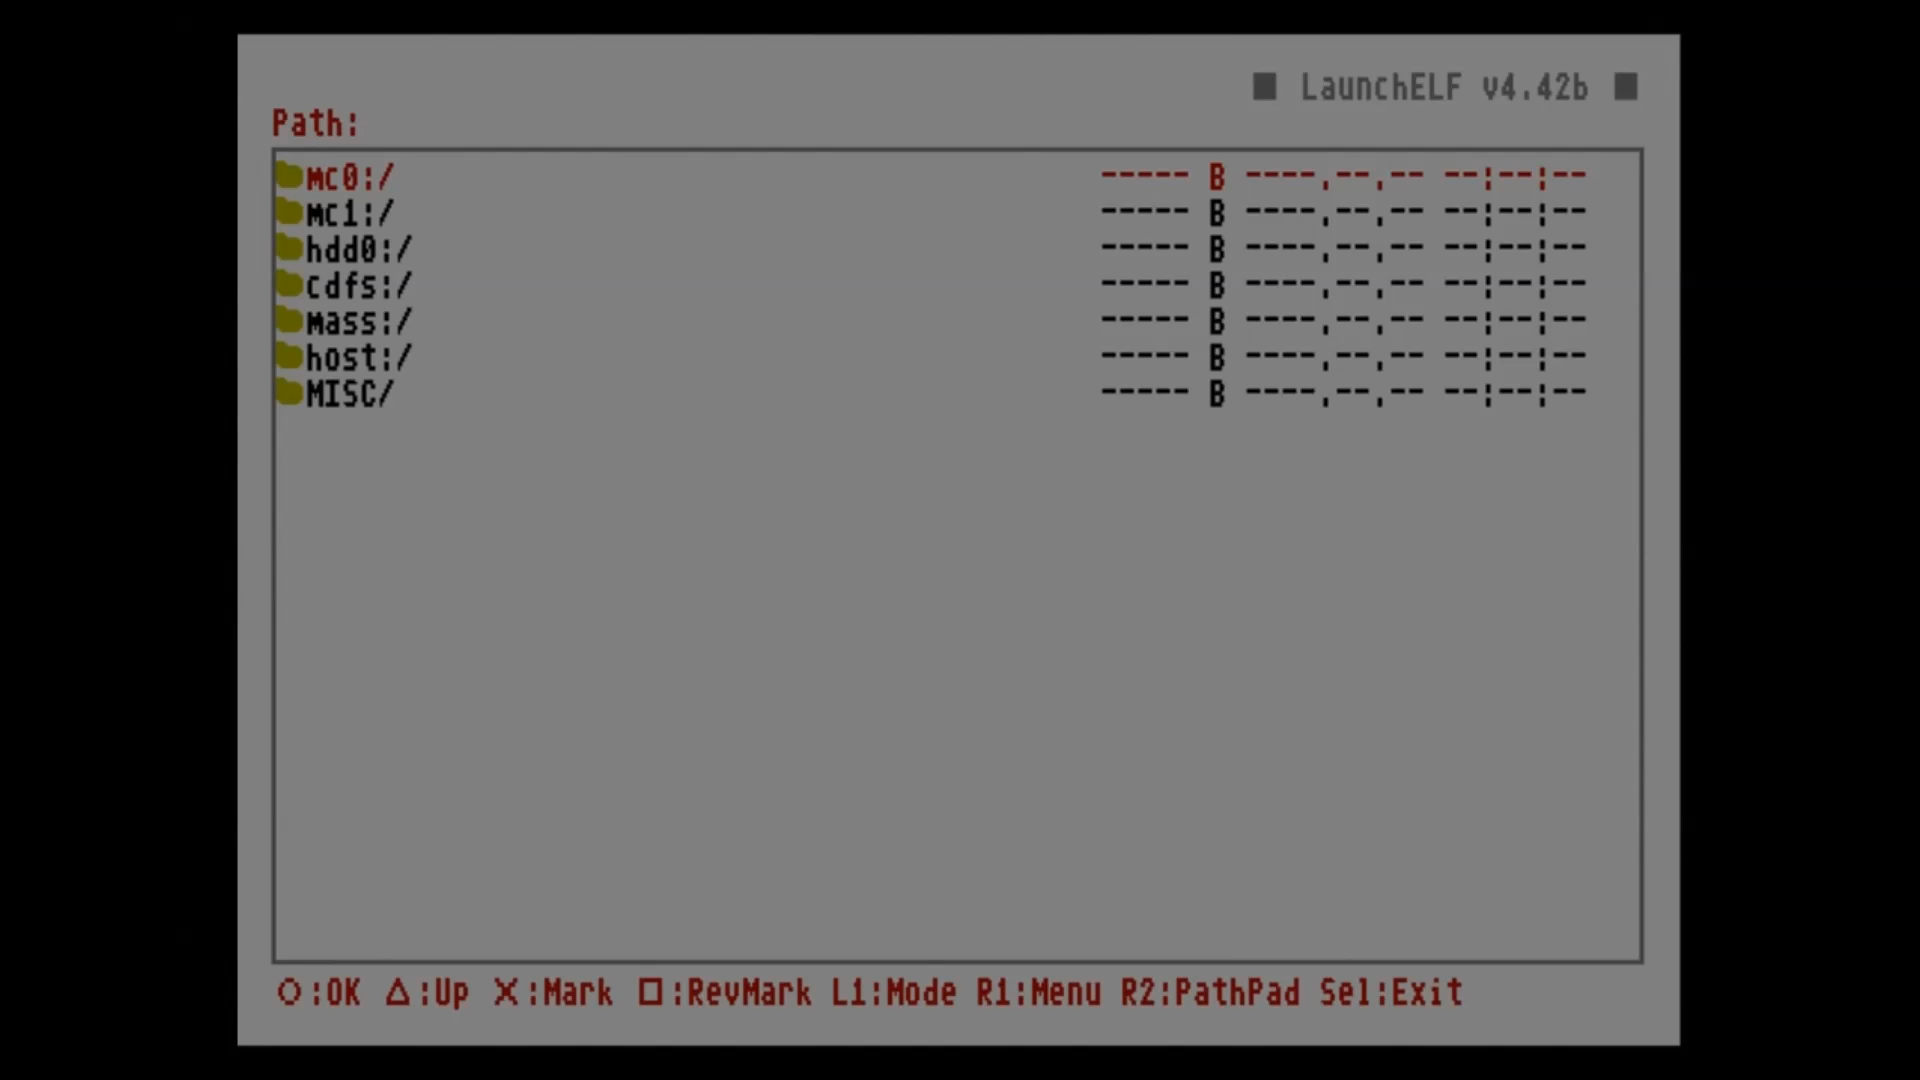 ■ LaunchELF v4.42b ■
Path:
mc0:/ ----- B ----.--.-- --:--:--
mc1:/ ----- B ----.--.-- --:--:--
hdd0:/ ----- B ----.--.-- --:--:--
cdfs:/ ----- B ----.--.-- --:--:--
mass:/ ----- B ----.--.-- --:--:--
host:/ ----- B ----.--.-- --:--:--
MISC/ ----- B ----.--.-- --:--:--
○:OK △:Up ×:Mark □:RevMark L1:Mode R1:Menu R2:PathPad Sel:Exit